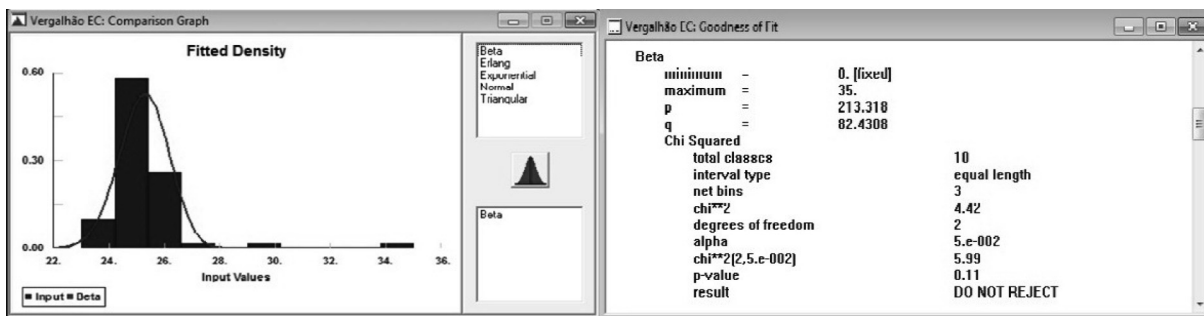 Vergalhão EC: Comparison Graph
Fitted Density
0.60
0.30
0.00
22. 24. 26. 28. 30. 32. 34. 36.
Input Values
Input Beta
Beta
Erlang
Exponential
Normal
Triangular
Beta
Vergalhão EC: Goodness of Fit
Beta
minimum = 0. [fixed]
maximum = 35.
p = 213.318
q = 82.4308
Chi Squared
total classes 10
interval type equal length
net bins 3
chi**2 4.42
degrees of freedom 2
alpha 5.e-002
chi**2(2,5.e-002) 5.99
p-value 0.11
result DO NOT REJECT